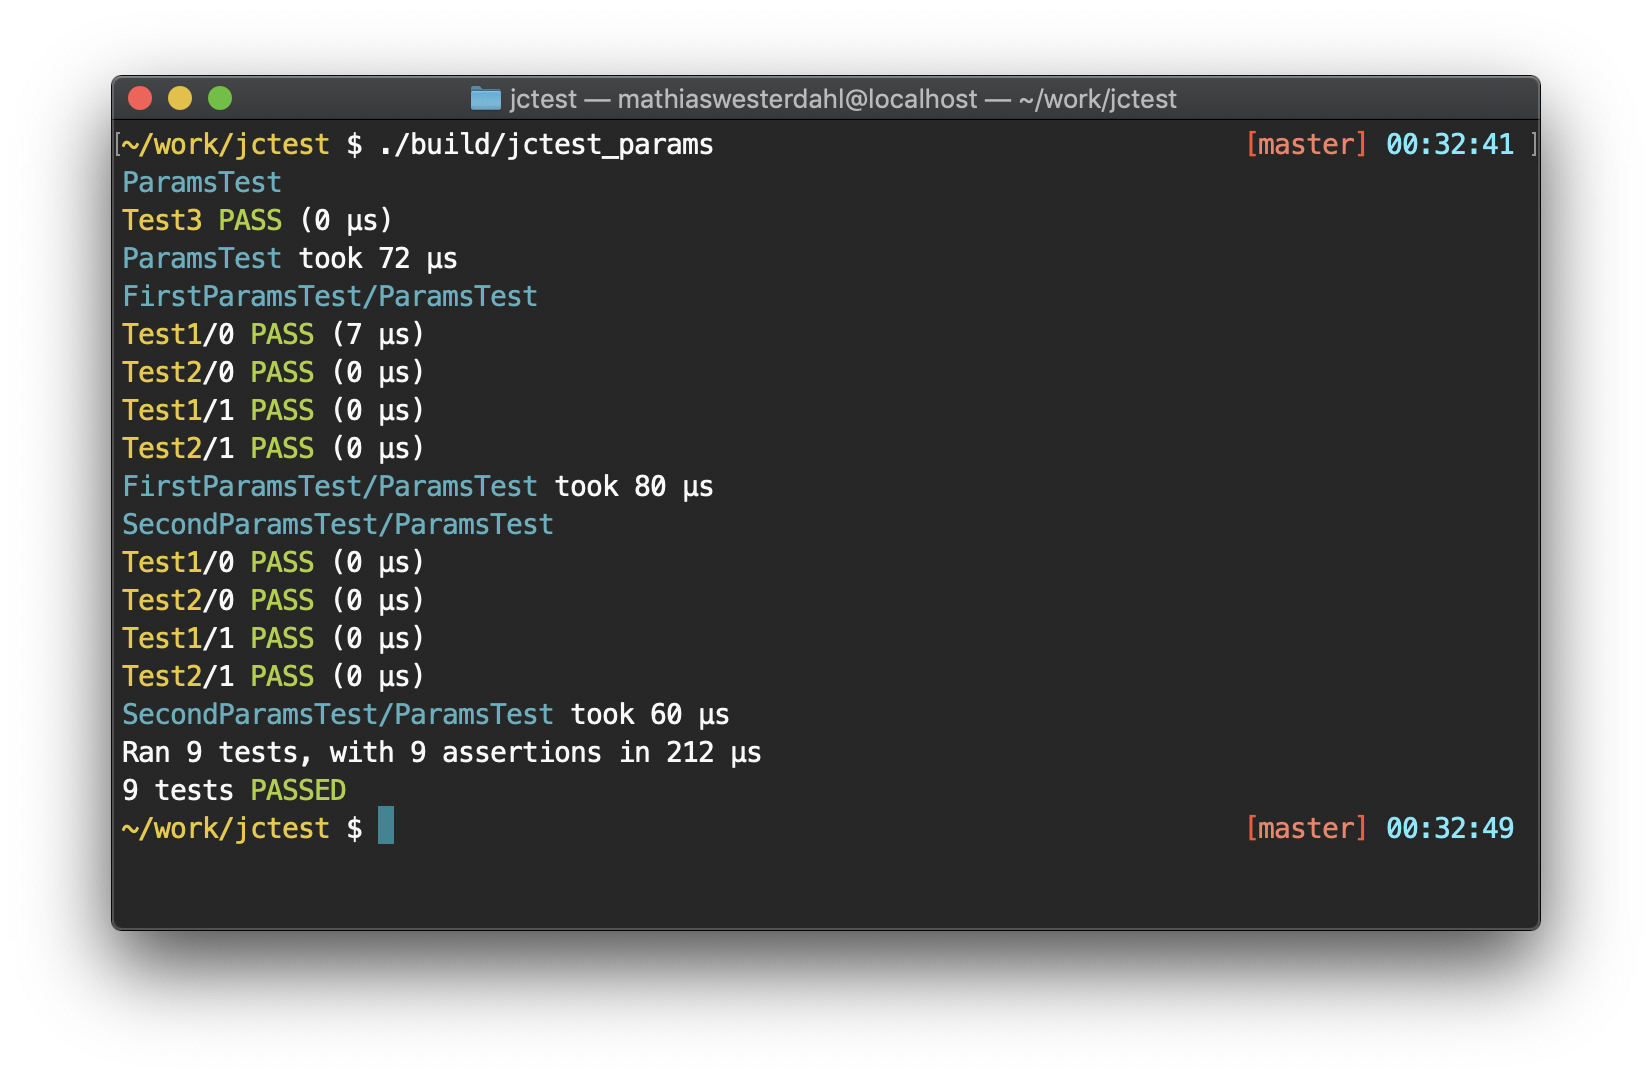 jctest — mathiaswesterdahl@localhost — ~/work/jctest
[~/work/jctest $ ./build/jctest_params [master] 00:32:41 ]
ParamsTest
Test3 PASS (0 µs)
ParamsTest took 72 µs
FirstParamsTest/ParamsTest
Test1/0 PASS (7 µs)
Test2/0 PASS (0 µs)
Test1/1 PASS (0 µs)
Test2/1 PASS (0 µs)
FirstParamsTest/ParamsTest took 80 µs
SecondParamsTest/ParamsTest
Test1/0 PASS (0 µs)
Test2/0 PASS (0 µs)
Test1/1 PASS (0 µs)
Test2/1 PASS (0 µs)
SecondParamsTest/ParamsTest took 60 µs
Ran 9 tests, with 9 assertions in 212 µs
9 tests PASSED
~/work/jctest $ [master] 00:32:49